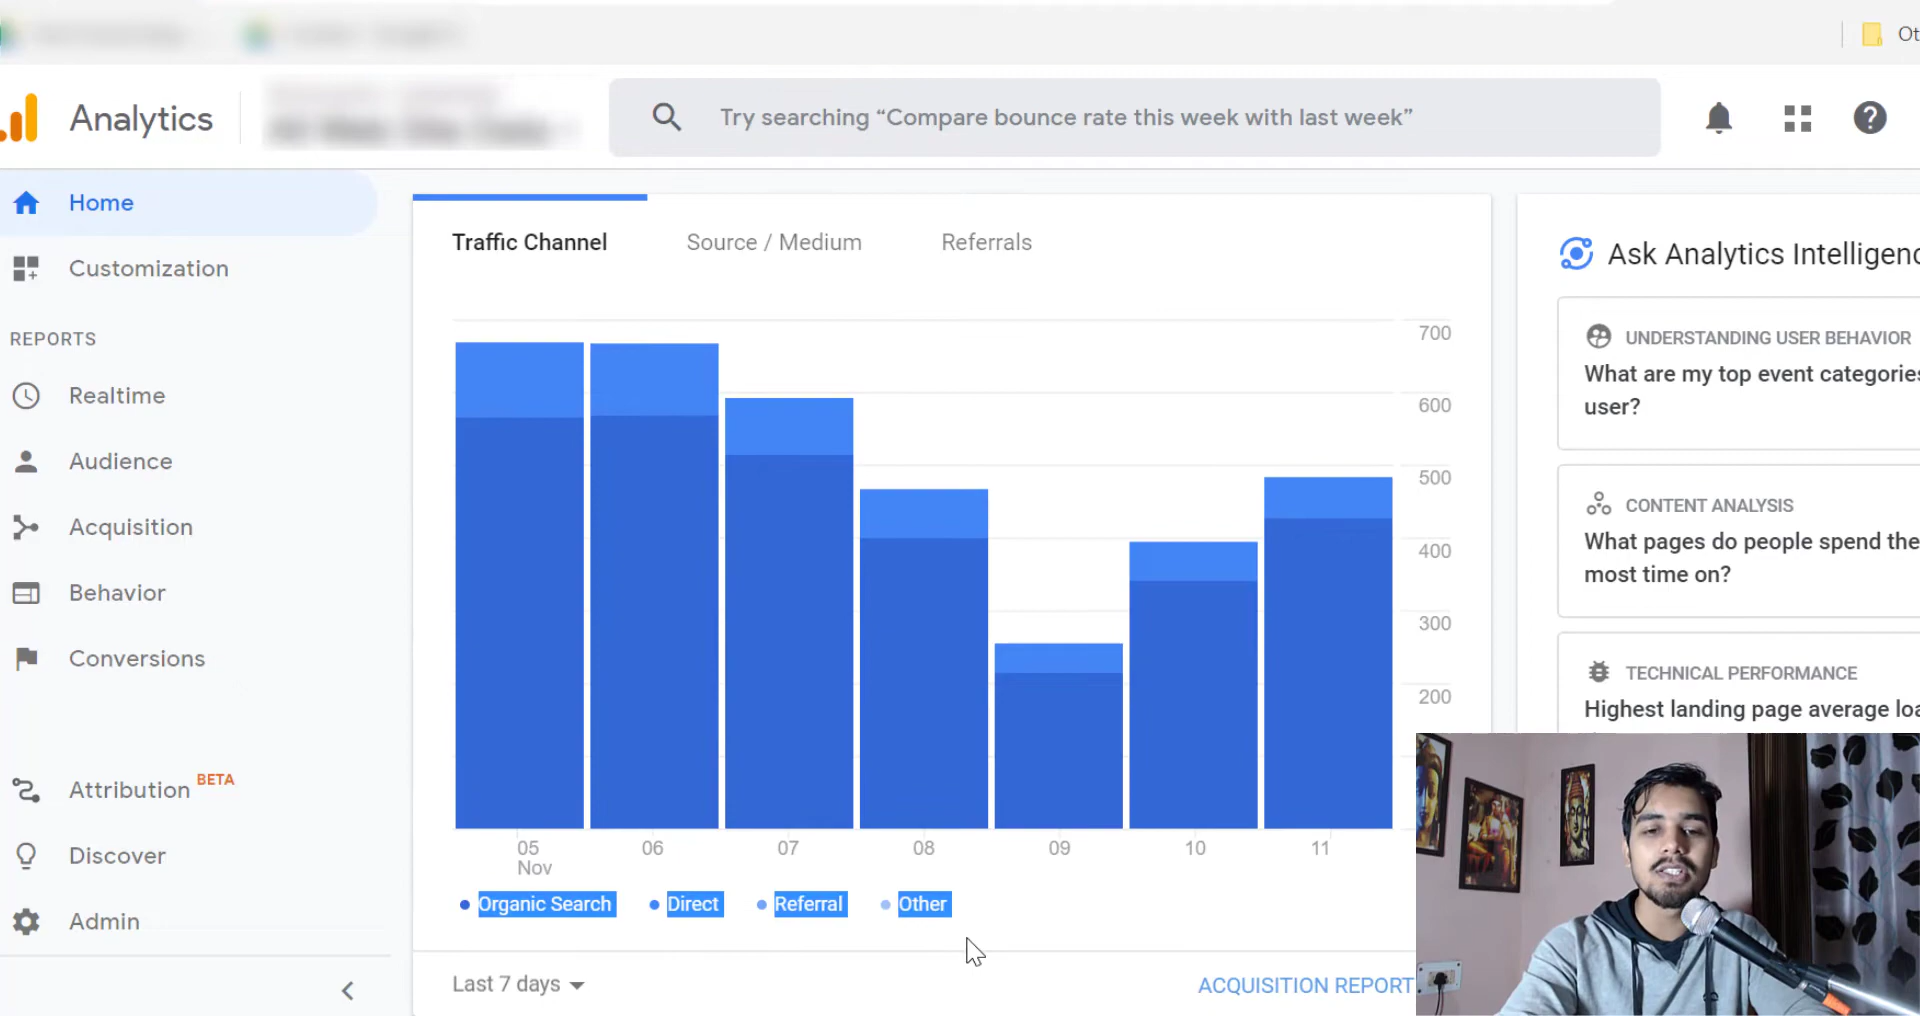 Ot
Analytics
Try searching “Compare bounce rate this week with last week”
Home
Customization
REPORTS
Realtime
Audience
Acquisition
Behavior
Conversions
Attribution BETA
Discover
Admin
Traffic Channel
Source / Medium
Referrals
700
600
500
400
300
200
05
Nov
06
07
08
09
10
11
Organic Search
Direct
Referral
Other
Last 7 days
ACQUISITION REPORT
Ask Analytics Intelligenc
UNDERSTANDING USER BEHAVIOR
What are my top event categories
user?
CONTENT ANALYSIS
What pages do people spend the
most time on?
TECHNICAL PERFORMANCE
Highest landing page average loa